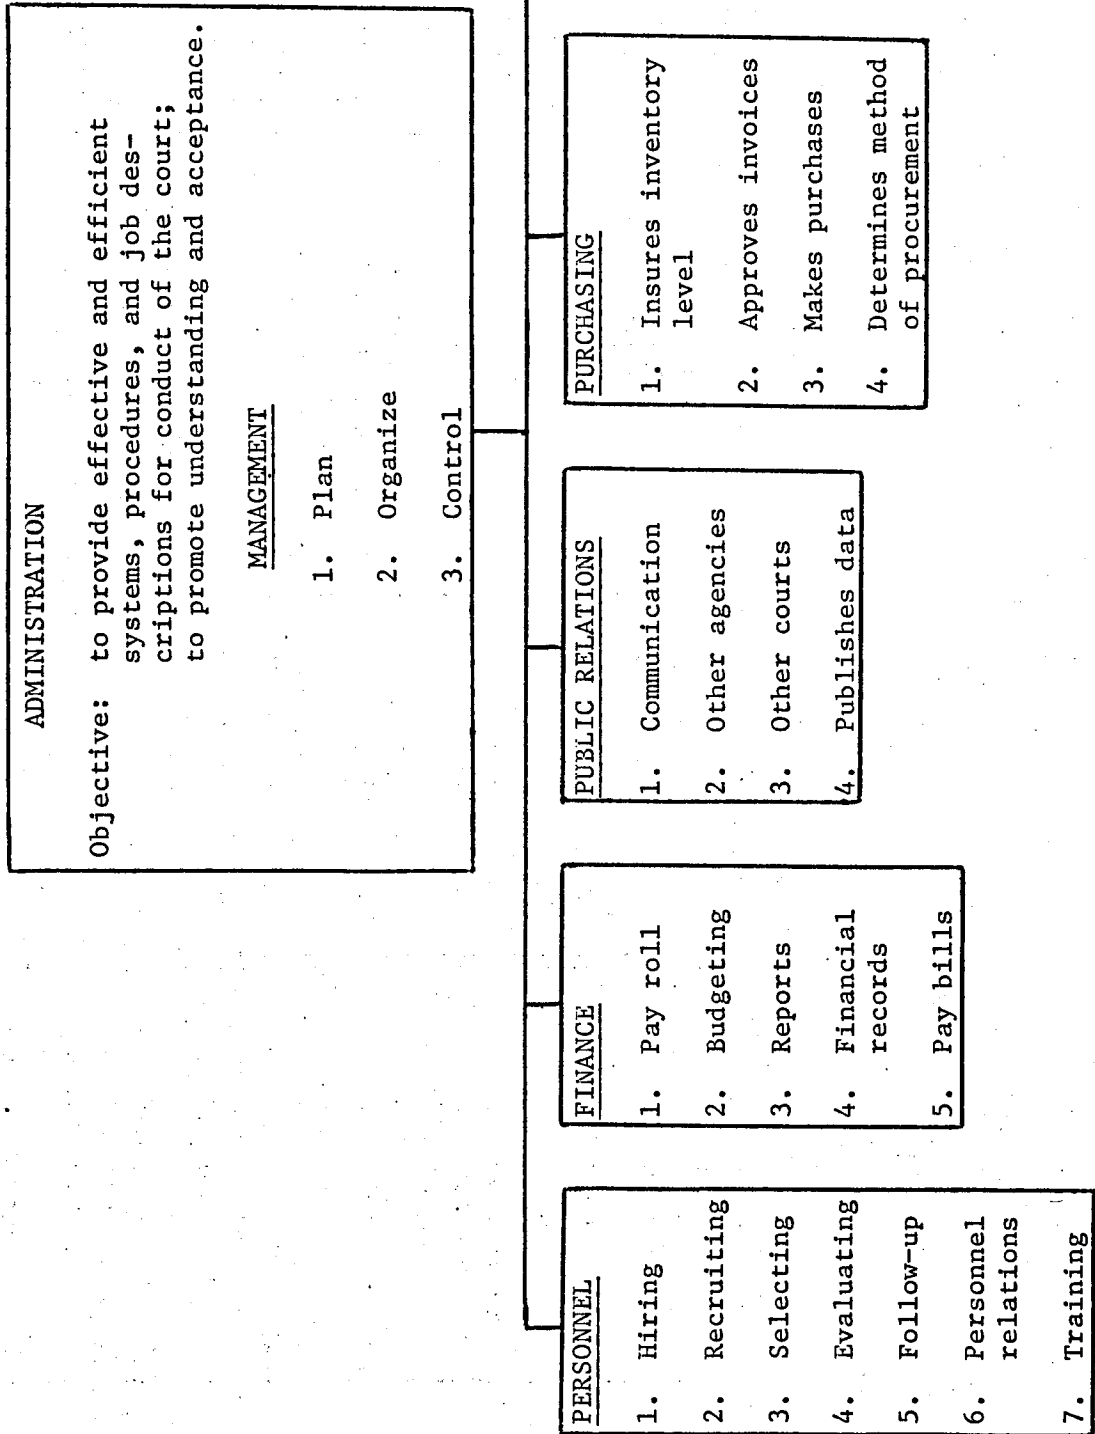 ADMINISTRATION
Objective: to provide effective and efficient
systems, procedures, and job des-
criptions for conduct of the court;
to promote understanding and acceptance.
MANAGEMENT
1. Plan
2. Organize
3. Control
PERSONNEL
1. Hiring
2. Recruiting
3. Selecting
4. Evaluating
5. Follow-up
6. Personnel
relations
7. Training
FINANCE
1. Pay roll
2. Budgeting
3. Reports
4. Financial
records
5. Pay bills
PUBLIC RELATIONS
1. Communication
2. Other agencies
3. Other courts
4. Publishes data
PURCHASING
1. Insures inventory
level
2. Approves invoices
3. Makes purchases
4. Determines method
of procurement